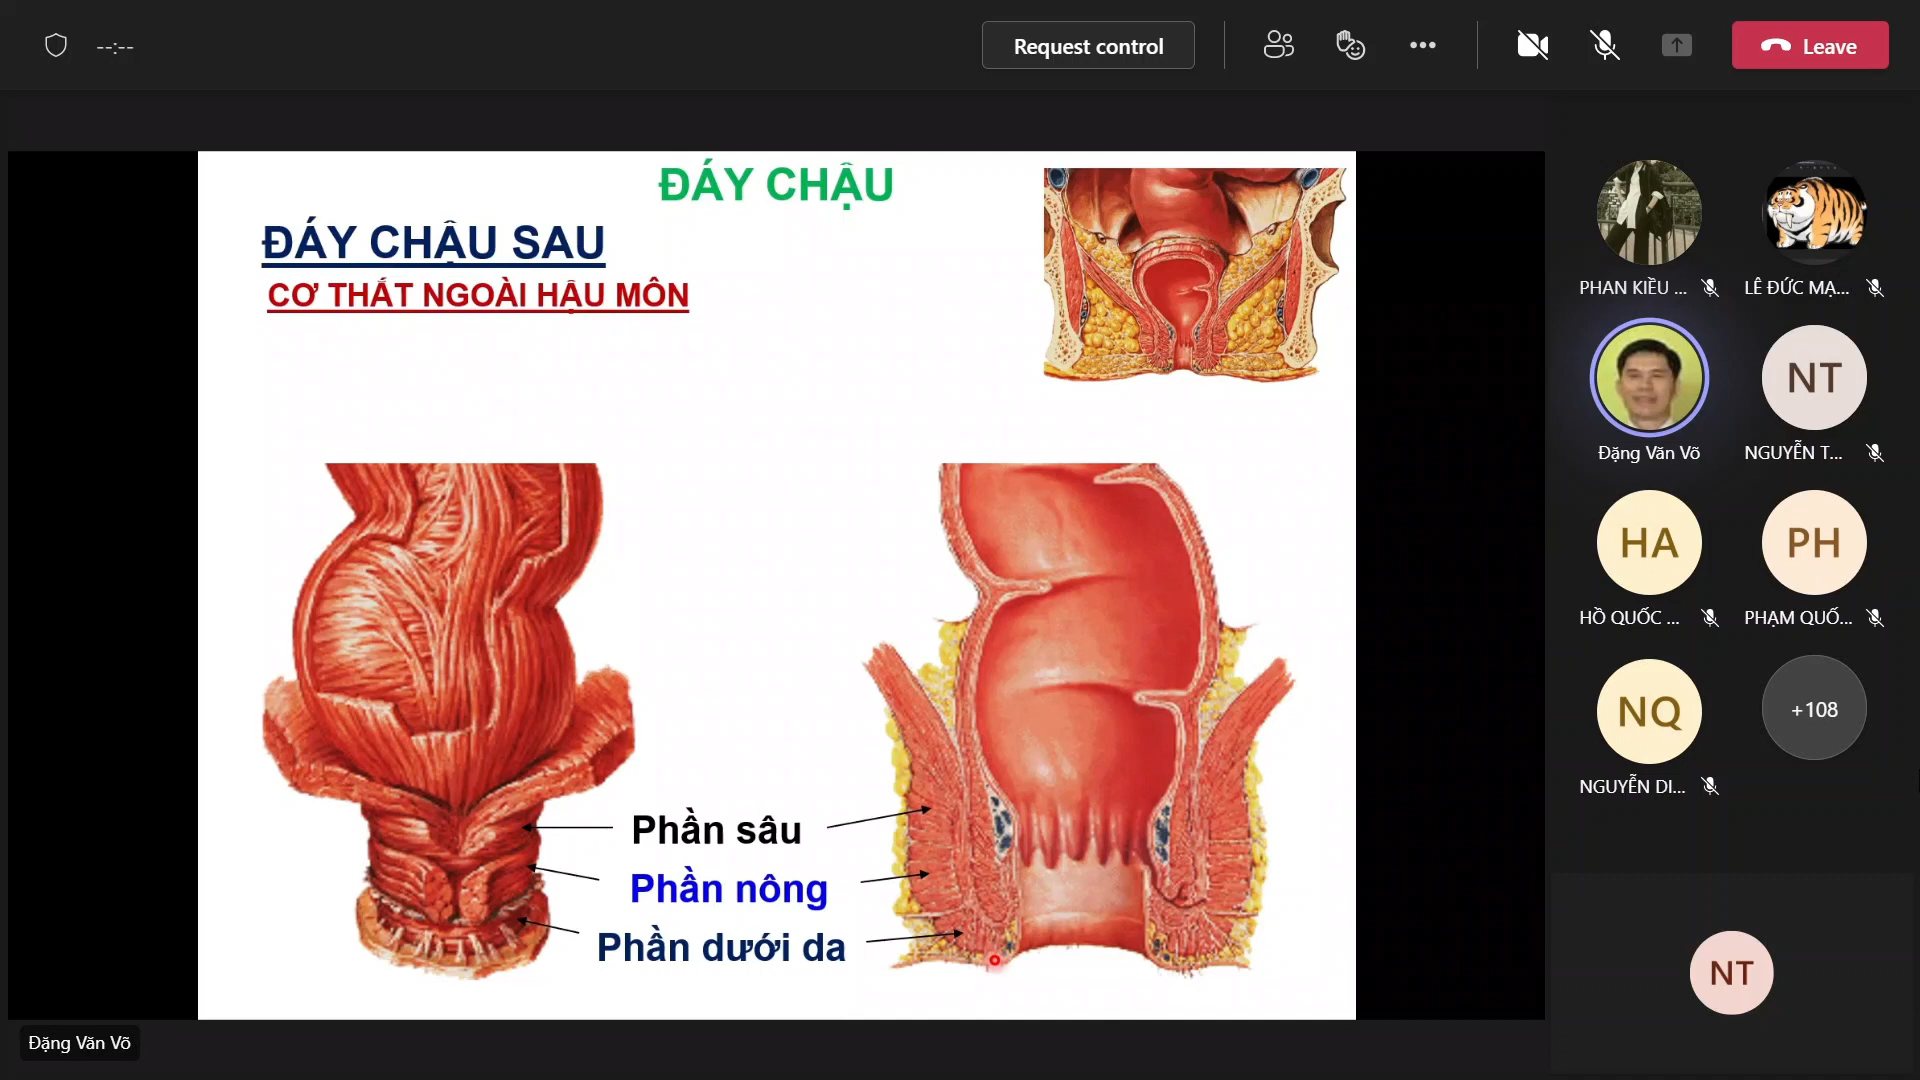 --:--
Request control
Leave
ĐÁY CHẬU
ĐÁY CHẬU SAU
CƠ THẮT NGOÀI HẬU MÔN
Phần sâu
Phần nông
Phần dưới da
PHAN KIỀU ...
LÊ ĐỨC MẠ...
Đặng Văn Võ
NT
NGUYỄN T...
HA
HỒ QUỐC ...
PH
PHẠM QUỐ...
NQ
NGUYỄN DI...
+108
NT
Đặng Văn Võ